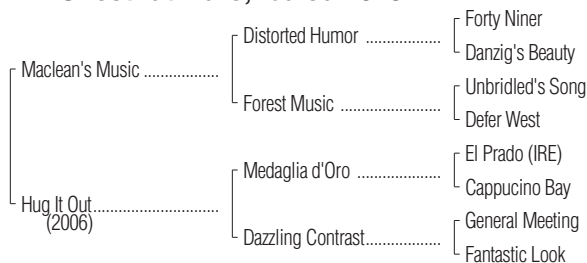 Forty Niner
Distorted Humor ....................
Danzig's Beauty
Maclean's Music ....................
Unbridled's Song
Forest Music ...........................
Defer West
El Prado (IRE)
Medaglia d'Oro ......................
Cappucino Bay
Hug It Out..................................
(2006)
General Meeting
Dazzling Contrast....................
Fantastic Look